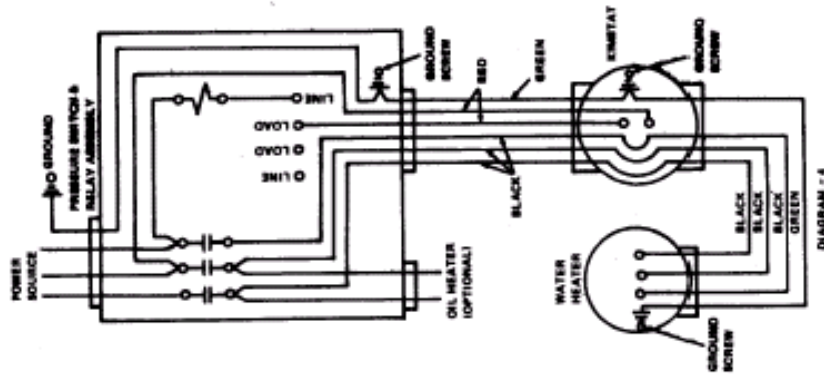 POWER
SOURCE
GROUND
PRESSURE SWITCH &
RELAY ASSEMBLY
LINE
LOAD
LOAD
LINE
OIL HEATER
(OPTIONAL)
GROUND
SCREW
RED
GREEN
BLACK
KINSTAT
GROUND
SCREW
WATER
HEATER
GROUND
SCREW
BLACK
BLACK
BLACK
GREEN